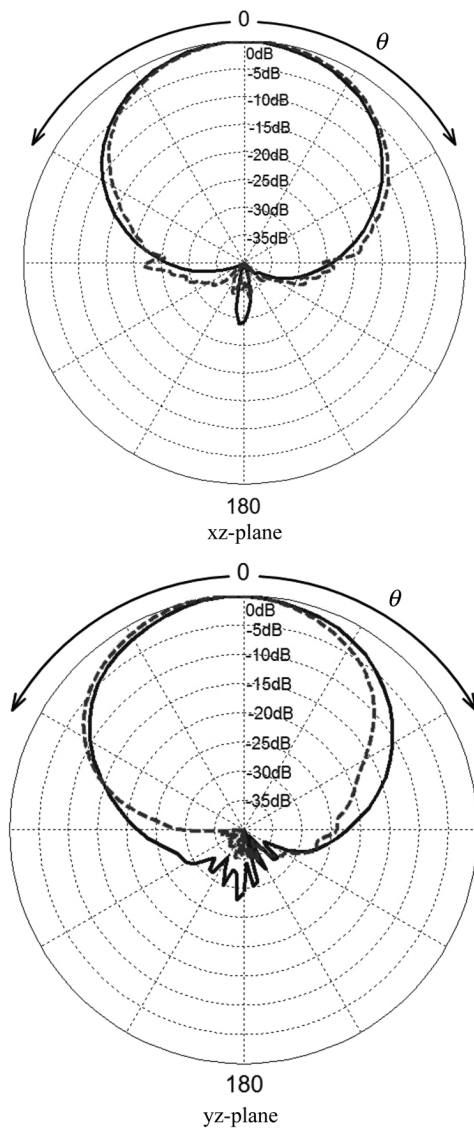 0
θ
0dB
-5dB
-10dB
-15dB
-20dB
-25dB
-30dB
-35dB
180
xz-plane
0
θ
0dB
-5dB
-10dB
-15dB
-20dB
-25dB
-30dB
-35dB
180
yz-plane